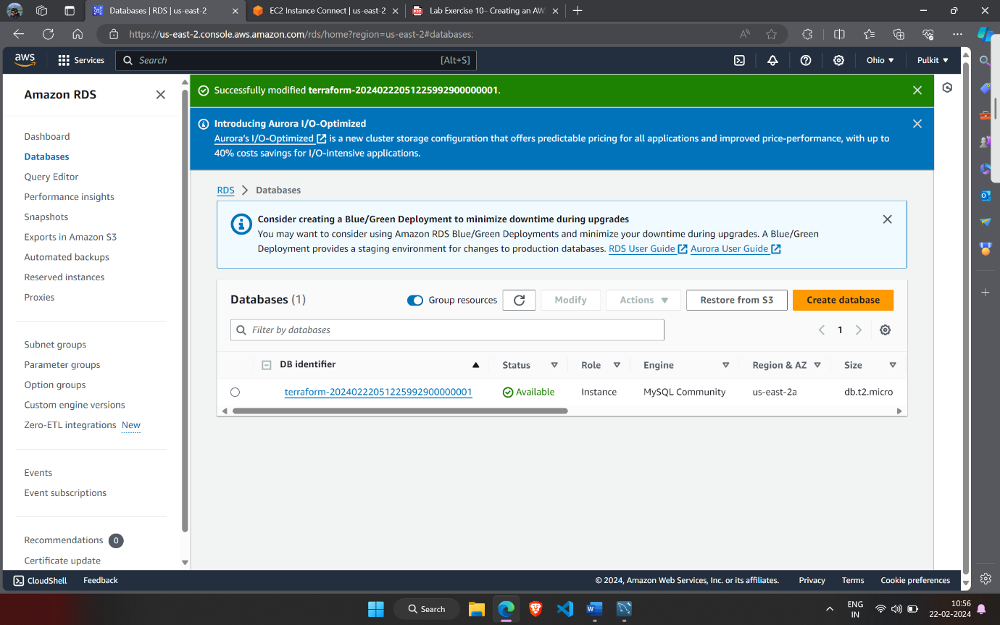 Databases | RDS | us-east-2
EC2 Instance Connect | us-east-2
Lab Exercise 10– Creating an AW
https://us-east-2.console.aws.amazon.com/rds/home?region=us-east-2#databases:
aws
Services
Search
[Alt+S]
Ohio
Pulkit
Amazon RDS
Dashboard
Databases
Query Editor
Performance insights
Snapshots
Exports in Amazon S3
Automated backups
Reserved instances
Proxies
Subnet groups
Parameter groups
Option groups
Custom engine versions
Zero-ETL integrations New
Events
Event subscriptions
Recommendations 0
Certificate update
Successfully modified terraform-20240222051225992900000001.
Introducing Aurora I/O-Optimized
Aurora's I/O-Optimized is a new cluster storage configuration that offers predictable pricing for all applications and improved price-performance, with up to
40% costs savings for I/O-intensive applications.
RDS > Databases
Consider creating a Blue/Green Deployment to minimize downtime during upgrades
You may want to consider using Amazon RDS Blue/Green Deployments and minimize your downtime during upgrades. A Blue/Green
Deployment provides a staging environment for changes to production databases. RDS User Guide Aurora User Guide
Databases (1)
Group resources
Modify
Actions
Restore from S3
Create database
Filter by databases
1
DB identifier Status Role Engine Region & AZ Size
terraform-20240222051225992900000001 Available Instance MySQL Community us-east-2a db.t2.micro
CloudShell Feedback
© 2024, Amazon Web Services, Inc. or its affiliates. Privacy Terms Cookie preferences
Search
ENG
IN
10:56
22-02-2024